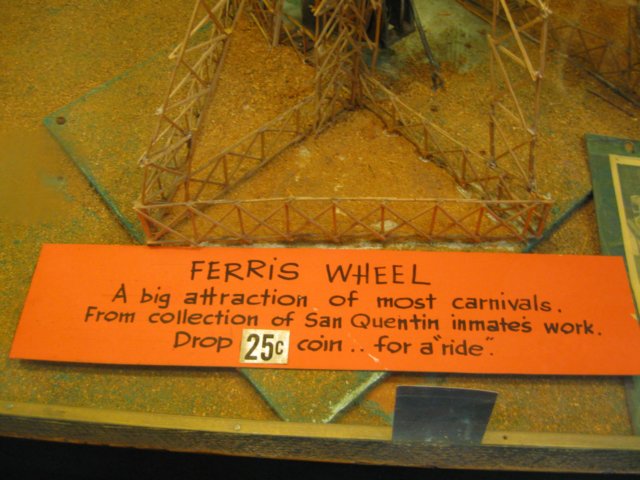 FERRIS WHEEL
A big attraction of most carnivals.
From collection of San Quentin inmates work.
Drop 25¢ coin.. for a "ride".